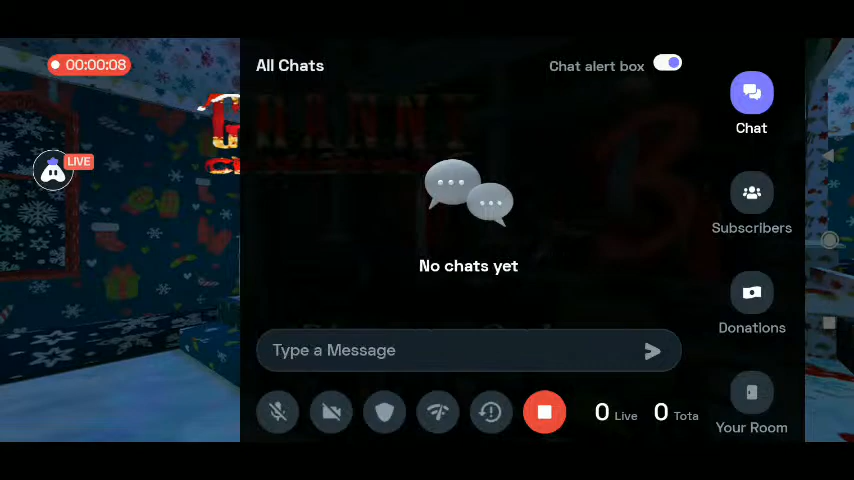 00:00:08
All Chats
Chat alert box
Chat
LIVE
Subscribers
No chats yet
Donations
Type a Message
0 Live 0 Tota
Your Room